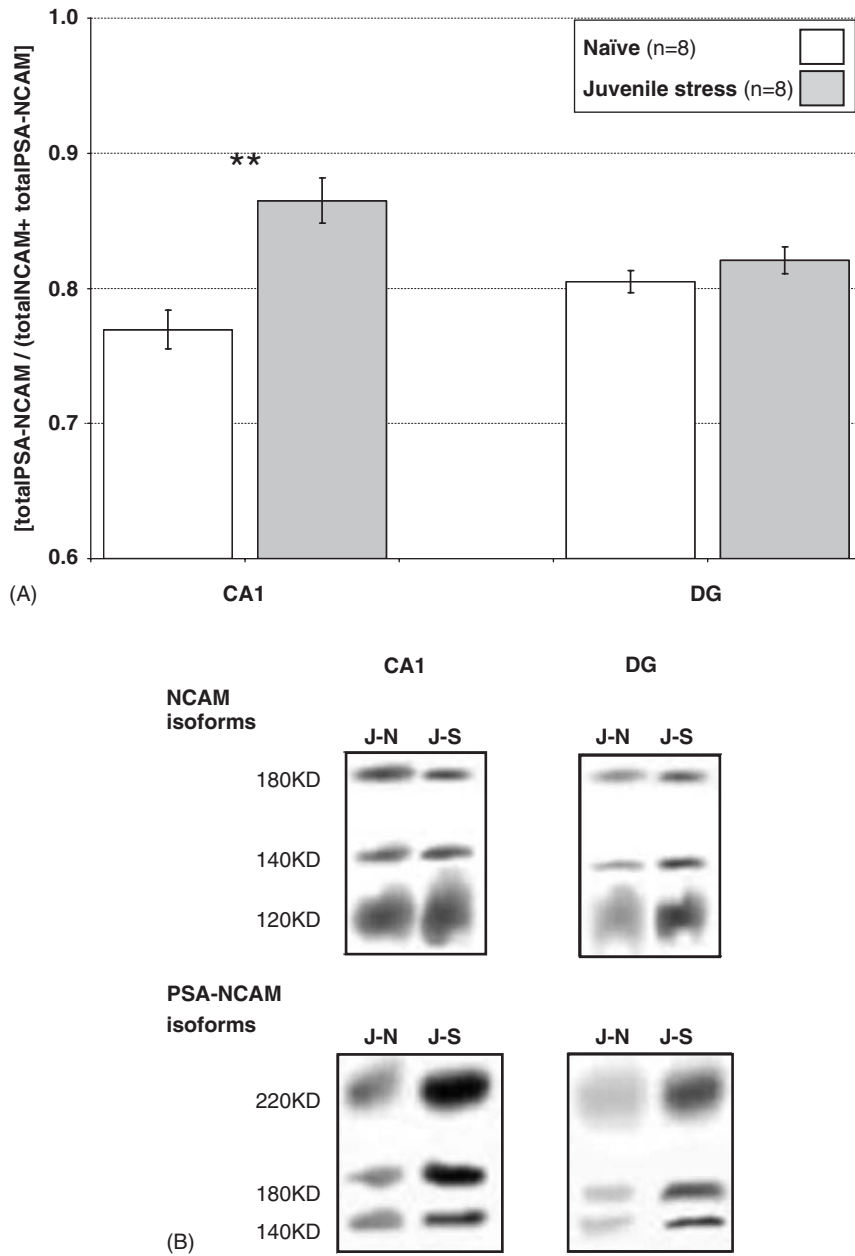 [totalPSA-NCAM / (totalNCAM+ totalPSA-NCAM]
1.0
0.9
0.8
0.7
0.6
Naïve (n=8)
Juvenile stress (n=8)
**
(A)
CA1 DG
CA1 DG
NCAM
isoforms
J-N J-S J-N J-S
180KD
140KD
120KD
PSA-NCAM
isoforms
J-N J-S J-N J-S
220KD
180KD
140KD
(B)